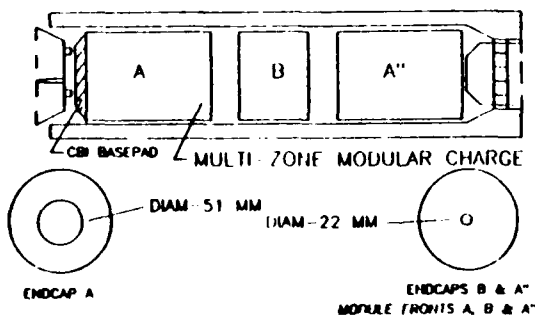 A B A"
CBI BASEPAD
MULTI-ZONE MODULAR CHARGE
DIAM-51 MM
DIAM-22 MM
ENDCAP A
ENDCAPS B & A"
MODULE FRONTS A, B & A"